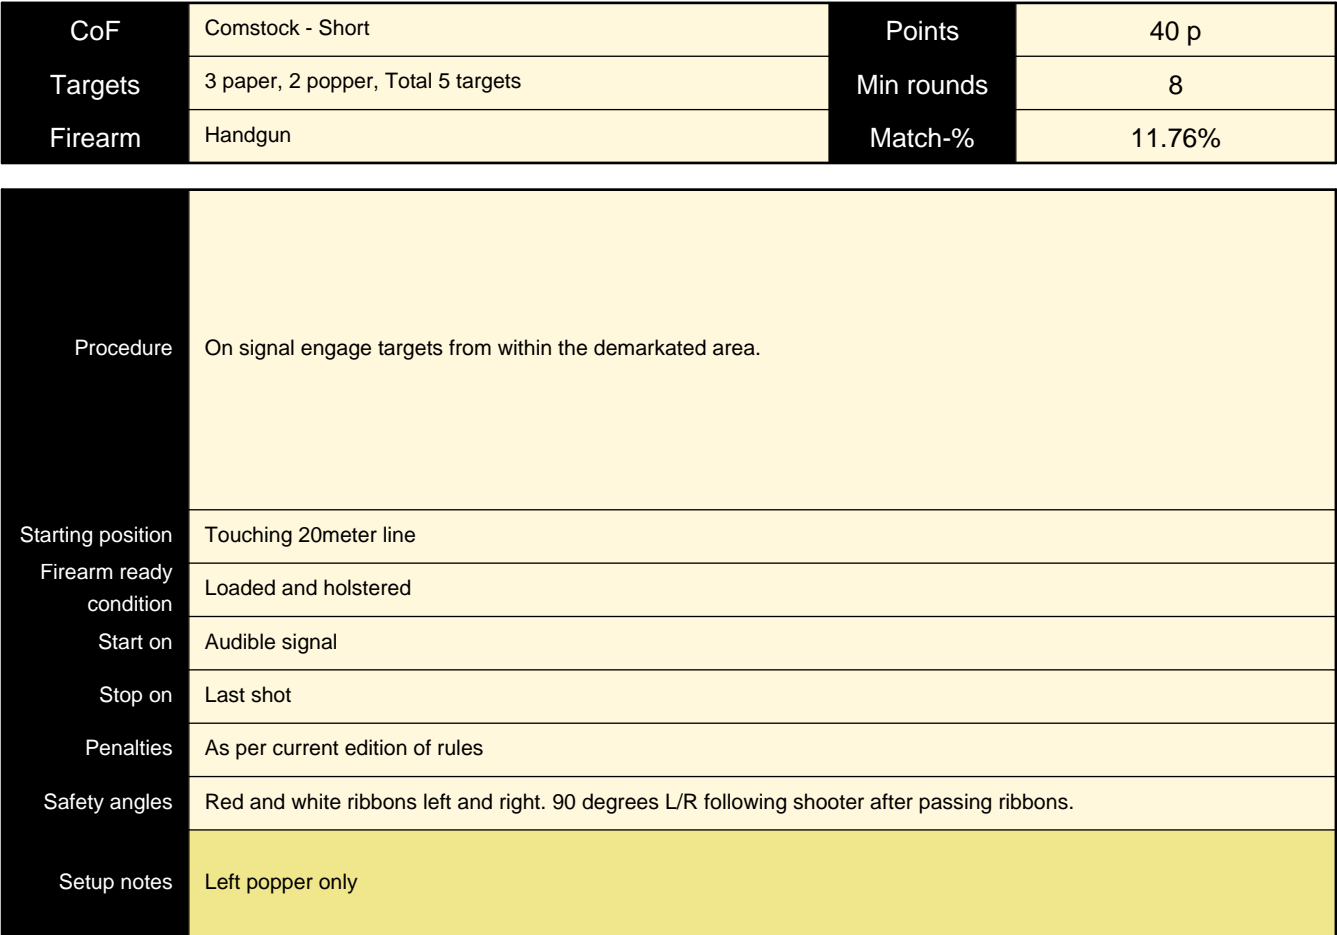 CoF Comstock - Short Points 40 p
Targets 3 paper, 2 popper, Total 5 targets Min rounds 8
Firearm Handgun Match-% 11.76%
Procedure On signal engage targets from within the demarkated area.
Starting position Touching 20meter line
Firearm ready
condition Loaded and holstered
Start on Audible signal
Stop on Last shot
Penalties As per current edition of rules
Safety angles Red and white ribbons left and right. 90 degrees L/R following shooter after passing ribbons.
Setup notes Left popper only